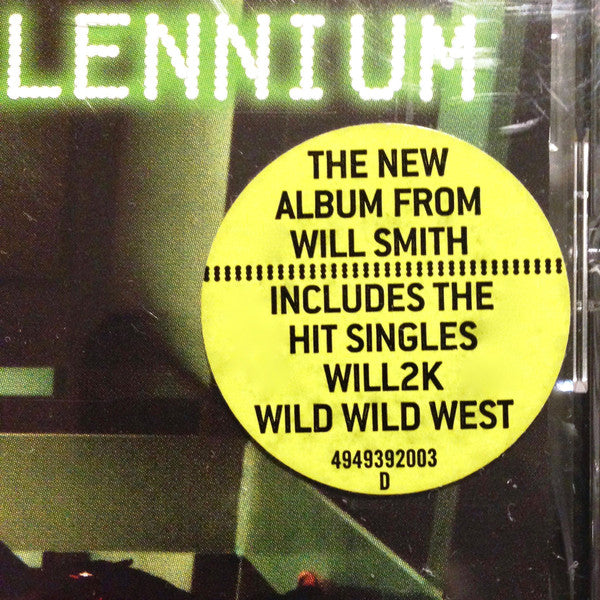 LENNIUM
THE NEW
ALBUM FROM
WILL SMITH
INCLUDES THE
HIT SINGLES
WILL2K
WILD WILD WEST
4949392003
D